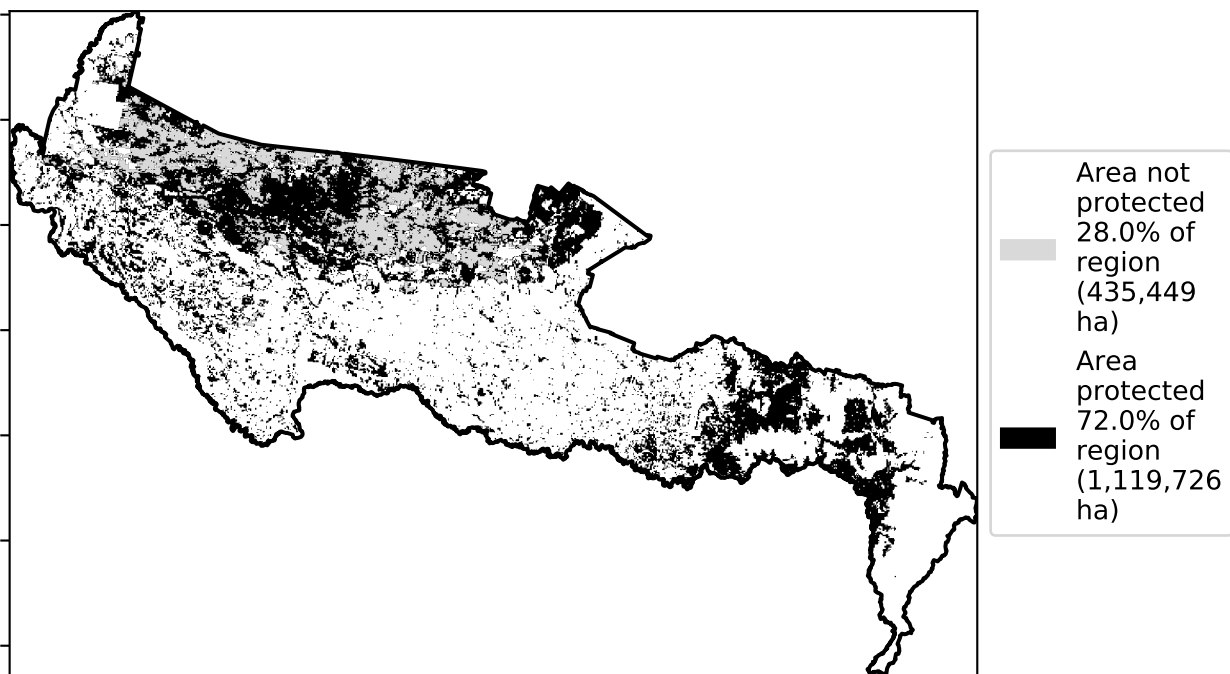 Area not
protected
28.0% of
region
(435,449
ha)
Area
protected
72.0% of
region
(1,119,726
ha)